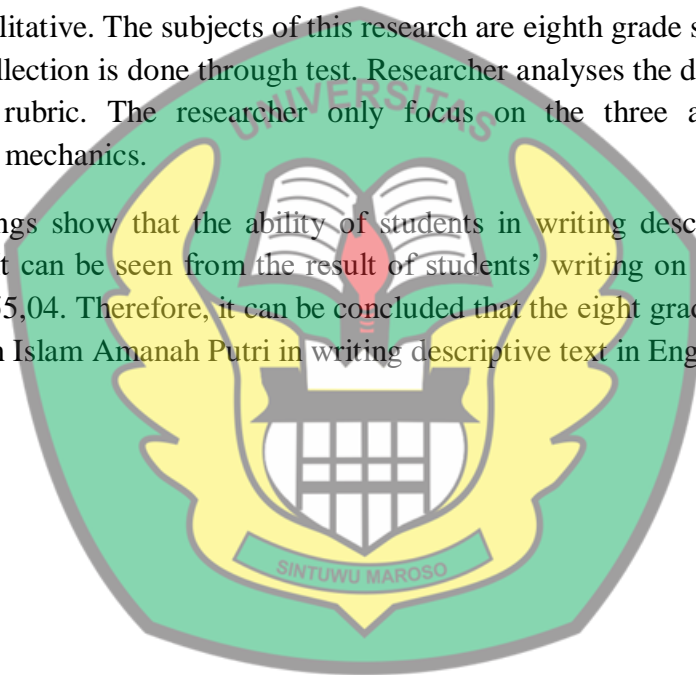 litative. The subjects of this research are eighth grade s
llection is done through test. Researcher analyses the d
rubric. The researcher only focus on the three a
mechanics.
ngs show that the ability of students in writing desc
t can be seen from the result of students' writing on
5,04. Therefore, it can be concluded that the eight grad
n Islam Amanah Putri in writing descriptive text in Eng
UNIVERSITAS
SINTUWU MAROSO